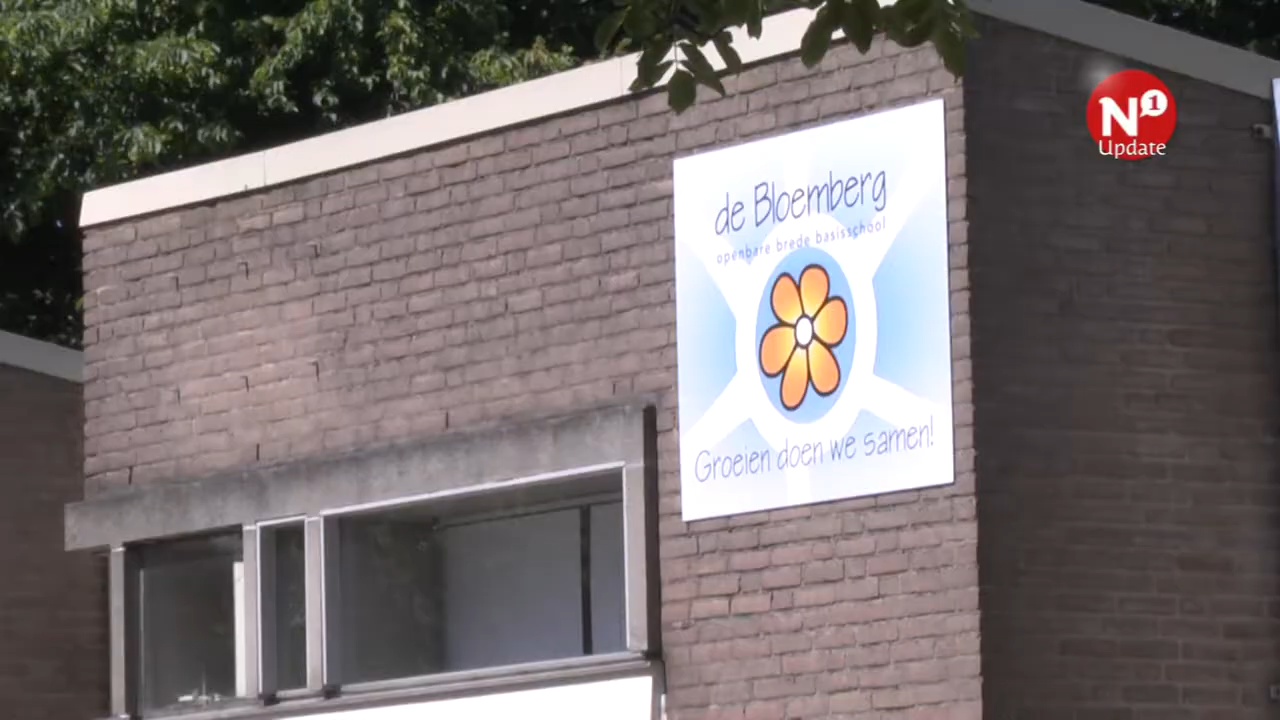 N1
Update
de Bloemberg
openbare brede basisschool
Groeien doen we samen!